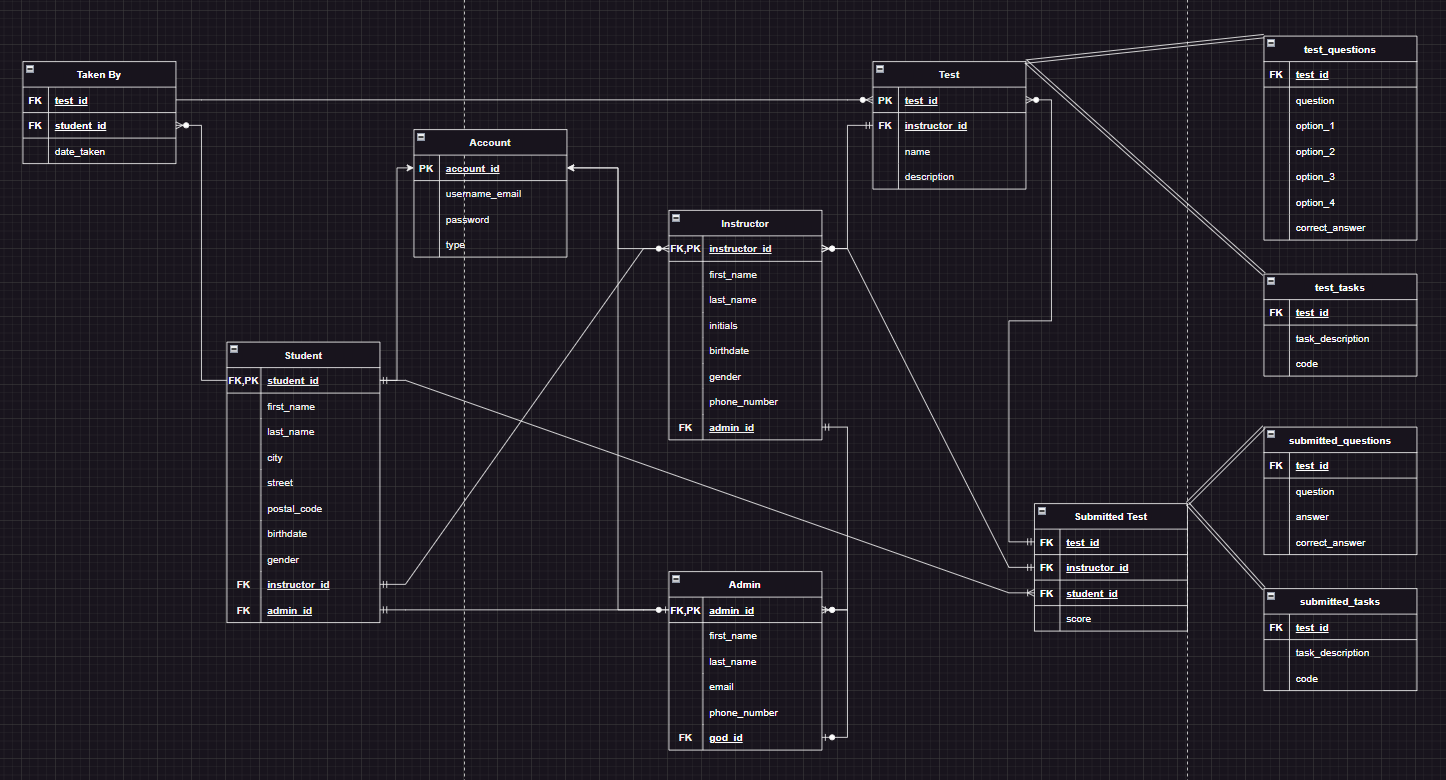 Taken By
FK test_id
FK student_id
date_taken
Account
PK account_id
username_email
password
type
Student
FK,PK student_id
first_name
last_name
city
street
postal_code
birthdate
gender
FK instructor_id
FK admin_id
Instructor
FK,PK instructor_id
first_name
last_name
initials
birthdate
gender
phone_number
FK admin_id
Admin
FK,PK admin_id
first_name
last_name
email
phone_number
FK god_id
Test
PK test_id
FK instructor_id
name
description
Submitted Test
FK test_id
FK instructor_id
FK student_id
score
test_questions
FK test_id
question
option_1
option_2
option_3
option_4
correct_answer
test_tasks
FK test_id
task_description
code
submitted_questions
FK test_id
question
answer
correct_answer
submitted_tasks
FK test_id
task_description
code